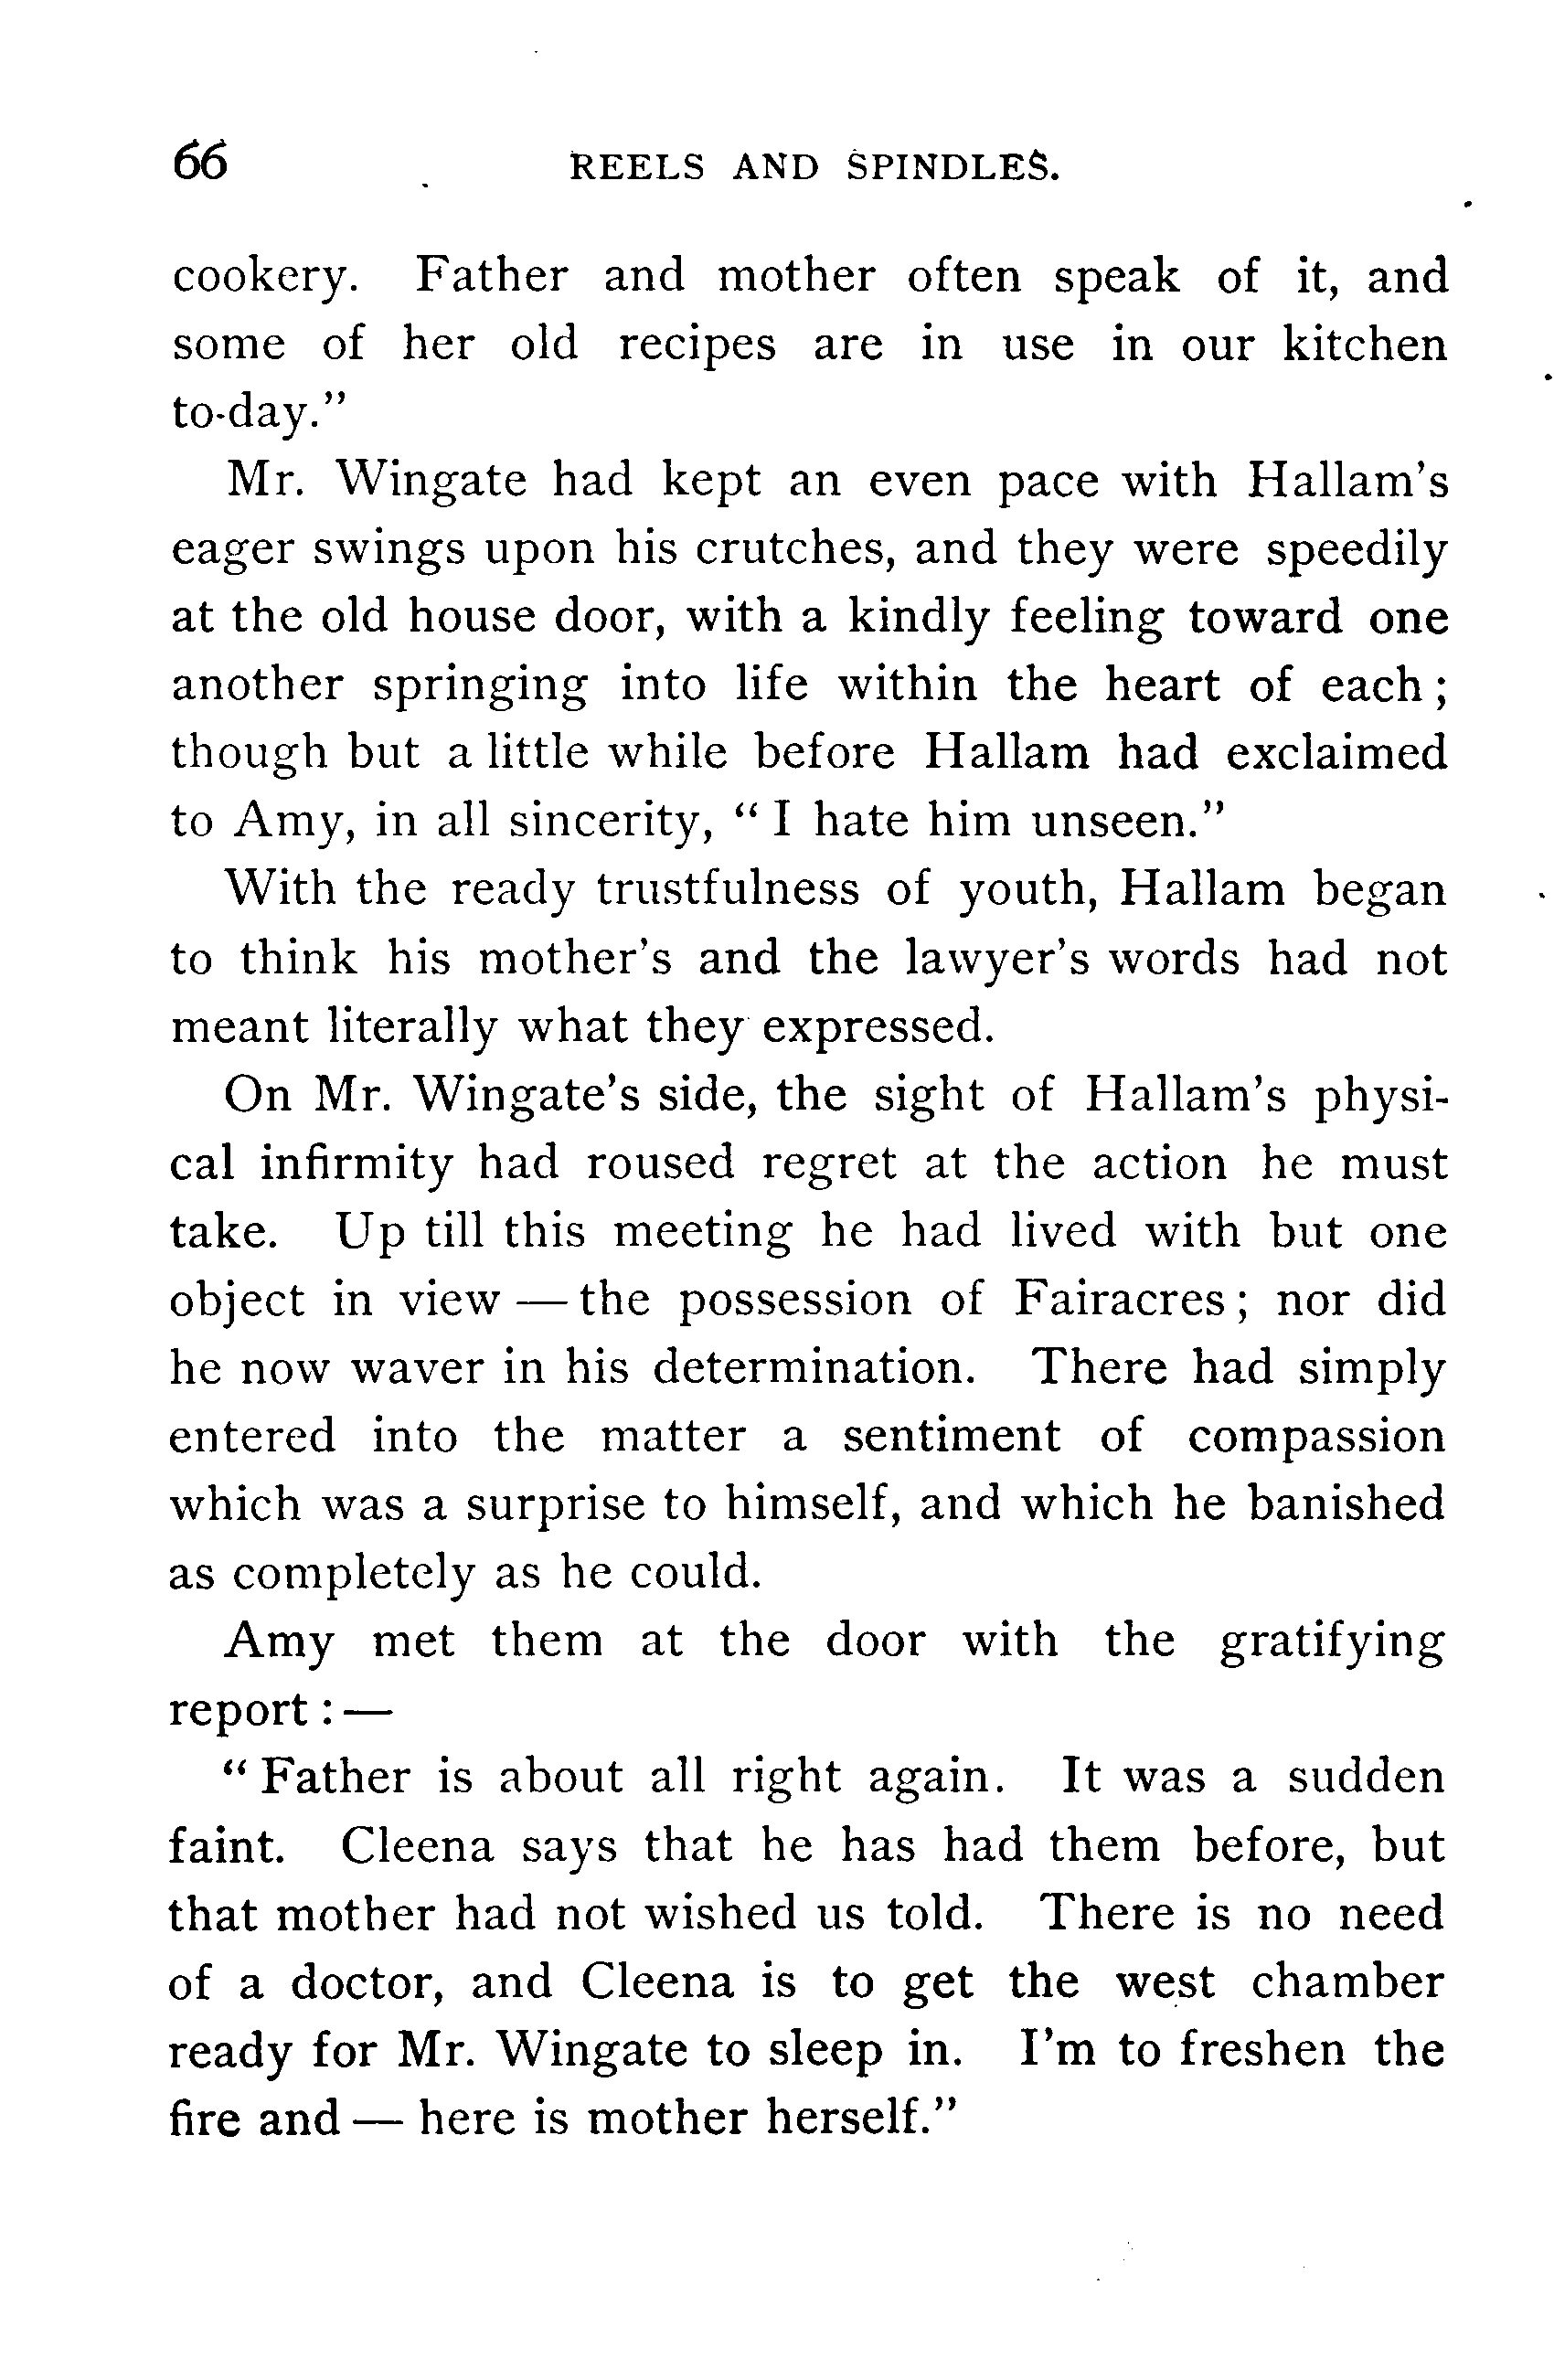 66 REELS AND SPINDLES.
cookery. Father and mother often speak of it, and
some of her old recipes are in use in our kitchen
to-day.”
Mr. Wingate had kept an even pace with Hallam’s
eager swings upon his crutches, and they were speedily
at the old house door, with a kindly feeling toward one
another springing into life within the heart of each;
though but a little while before Hallam had exclaimed
to Amy, in all sincerity, “I hate him unseen.”
With the ready trustfulness of youth, Hallam began
to think his mother’s and the lawyer’s words had not
meant literally what they expressed.
On Mr. Wingate’s side, the sight of Hallam’s physi-
cal infirmity had roused regret at the action he must
take. Up till this meeting he had lived with but one
object in view — the possession of Fairacres; nor did
he now waver in his determination. There had simply
entered into the matter a sentiment of compassion
which was a surprise to himself, and which he banished
as completely as he could.
Amy met them at the door with the gratifying
report: —
“Father is about all right again. It was a sudden
faint. Cleena says that he has had them before, but
that mother had not wished us told. There is no need
of a doctor, and Cleena is to get the west chamber
ready for Mr. Wingate to sleep in. I’m to freshen the
fire and — here is mother herself.”